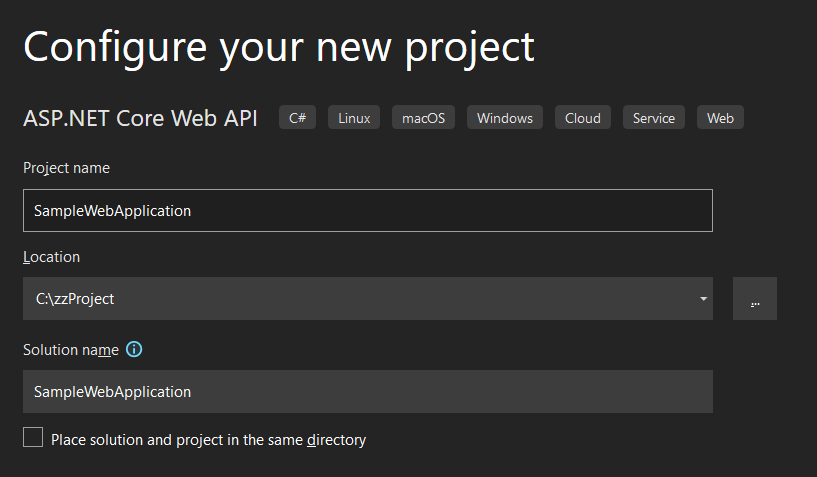 Configure your new project
ASP.NET Core Web API C# Linux macOS Windows Cloud Service Web
Project name
SampleWebApplication
Location
C:\zzProject
...
Solution name
SampleWebApplication
Place solution and project in the same directory